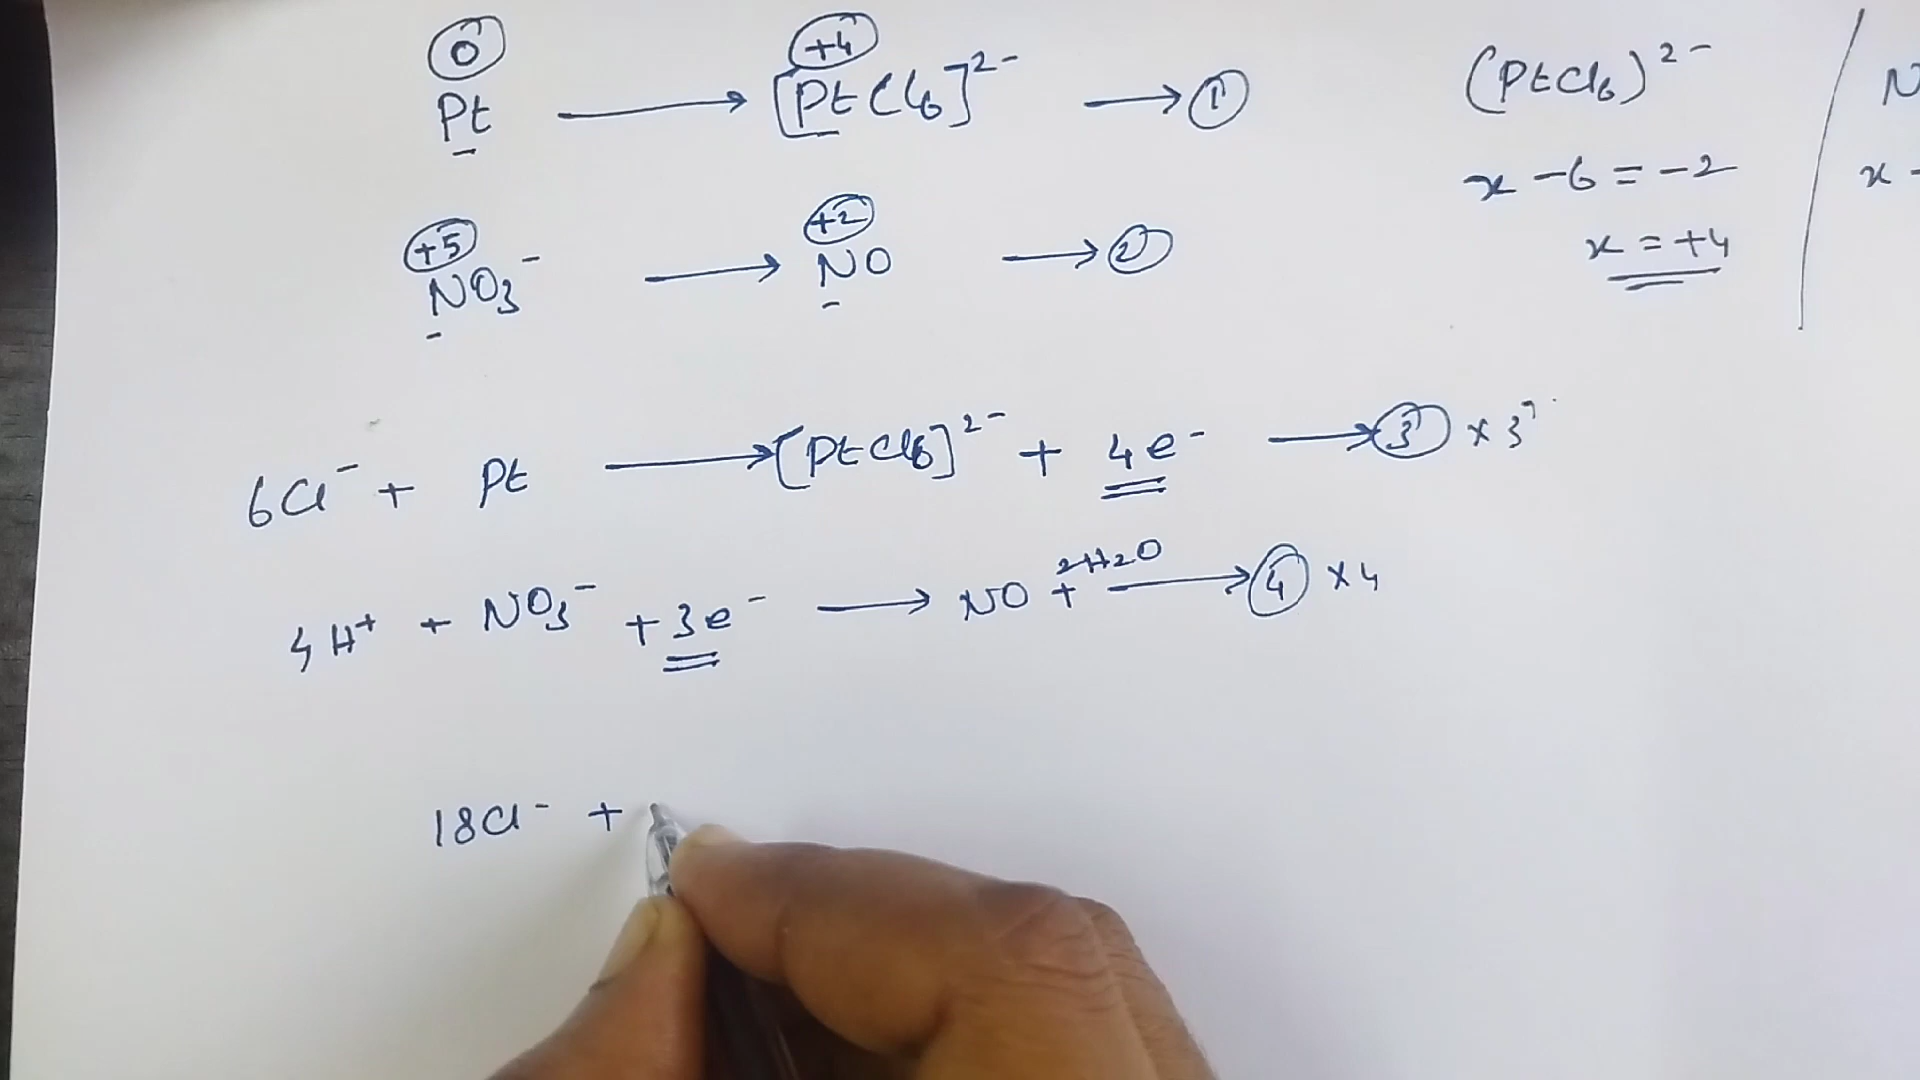 0 +4
Pt → [PtCl6]2- → 1
+5 +2
NO3- → NO → 2
(PtCl6)2-
x - 6 = -2
x = +4
N
x -
6Cl- + Pt → [PtCl6]2- + 4e- → 3 × 3
4H+ + NO3- + 3e- → NO + 2H2O → 4 × 4
18Cl- +